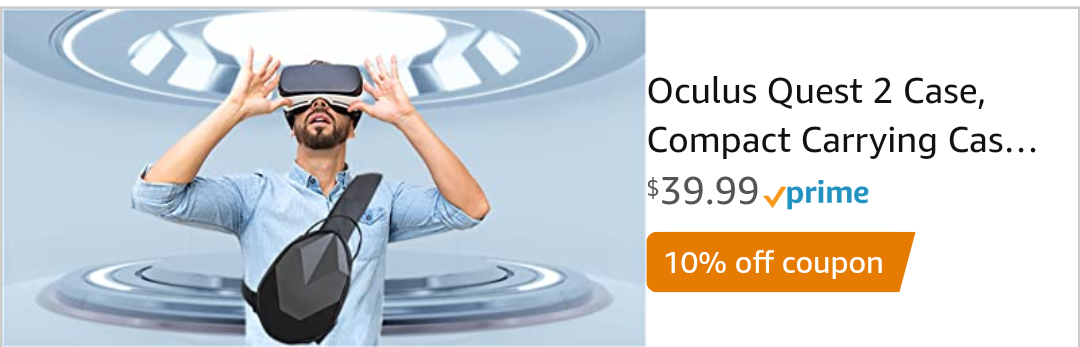 Oculus Quest 2 Case,
Compact Carrying Cas...
$39.99 prime
10% off coupon